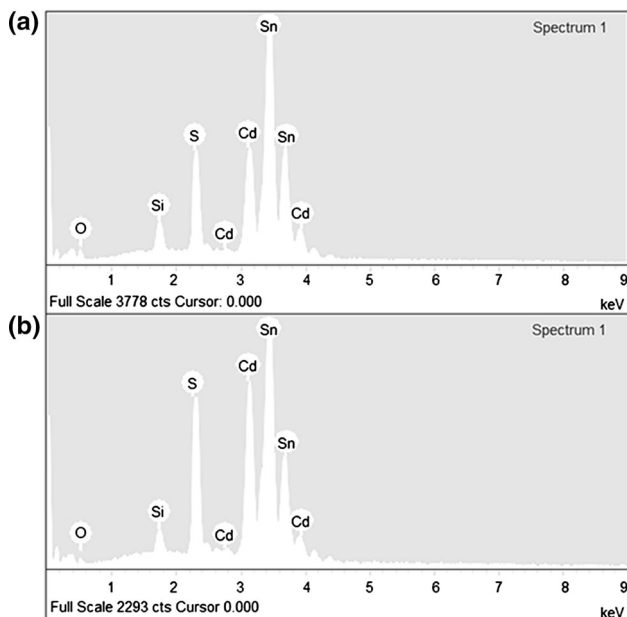 (a)
Spectrum 1
Sn
S
Cd
Sn
Si
Cd
Cd
O
1 2 3 4 5 6 7 8 9
Full Scale 3778 cts Cursor: 0.000 keV
(b)
Spectrum 1
Sn
Cd
S
Sn
Si
Cd
Cd
O
1 2 3 4 5 6 7 8 9
Full Scale 2293 cts Cursor 0.000 keV